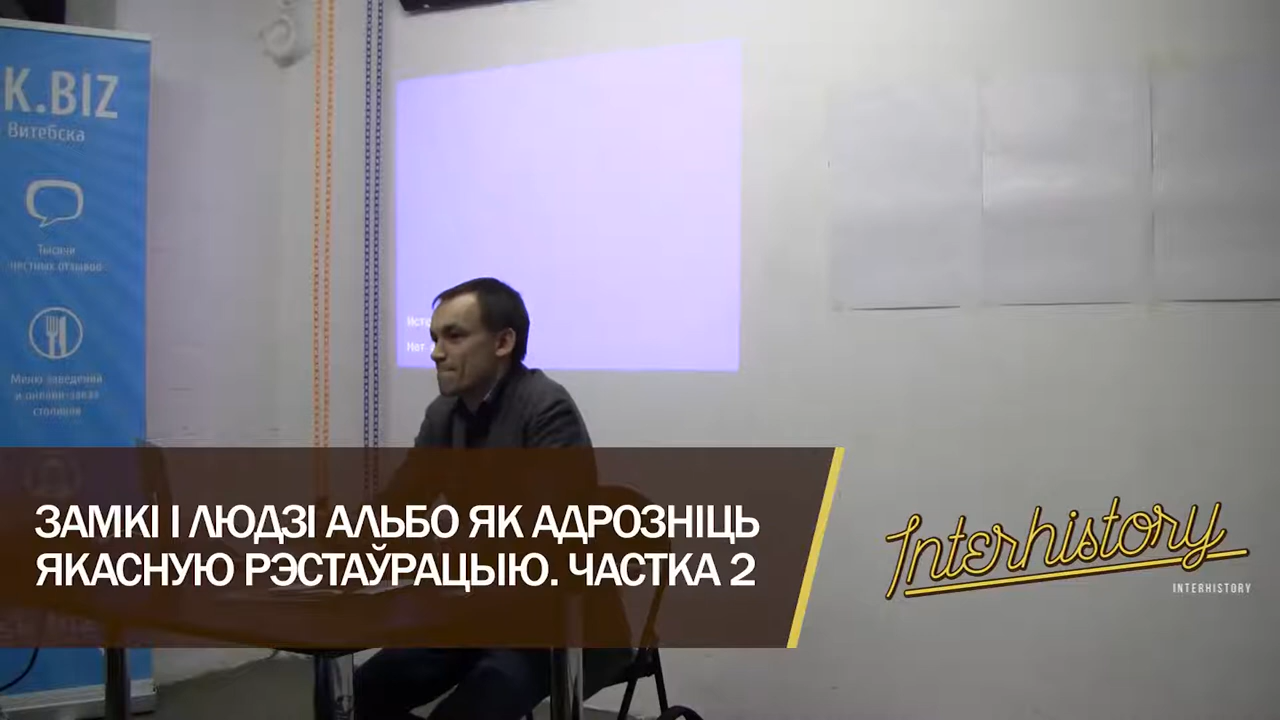 K.BIZ
Витебска
Тысячи
честных отзывов
Меню заведений
и онлайн-заказ
столиков
Нет
ЗАМКІ І ЛЮДЗІ АЛЬБО ЯК АДРОЗНІЦЬ
ЯКАСНУЮ РЭСТАЎРАЦЫЮ. ЧАСТКА 2
Interhistory
INTERHISTORY